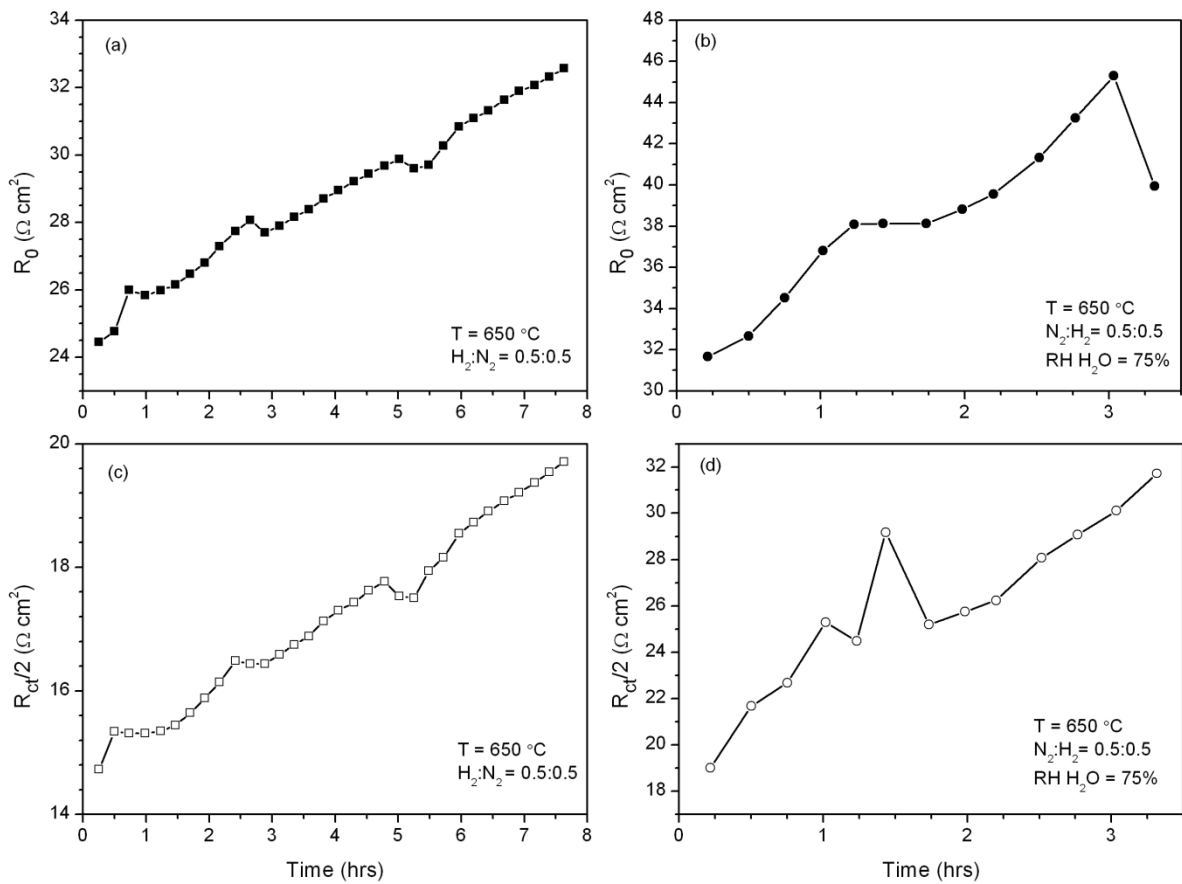 (a)
34
32
30
28
26
24
R₀ (Ω cm²)
T = 650 °C
H₂:N₂ = 0.5:0.5
0 1 2 3 4 5 6 7 8
(b)
48
46
44
42
40
38
36
34
32
30
R₀ (Ω cm²)
T = 650 °C
N₂:H₂ = 0.5:0.5
RH H₂O = 75%
0 1 2 3
(c)
20
18
16
14
R_ct/2 (Ω cm²)
T = 650 °C
H₂:N₂ = 0.5:0.5
0 1 2 3 4 5 6 7 8
Time (hrs)
(d)
32
31
30
28
26
24
22
20
19
18
R_ct/2 (Ω cm²)
T = 650 °C
N₂:H₂ = 0.5:0.5
RH H₂O = 75%
0 1 2 3
Time (hrs)